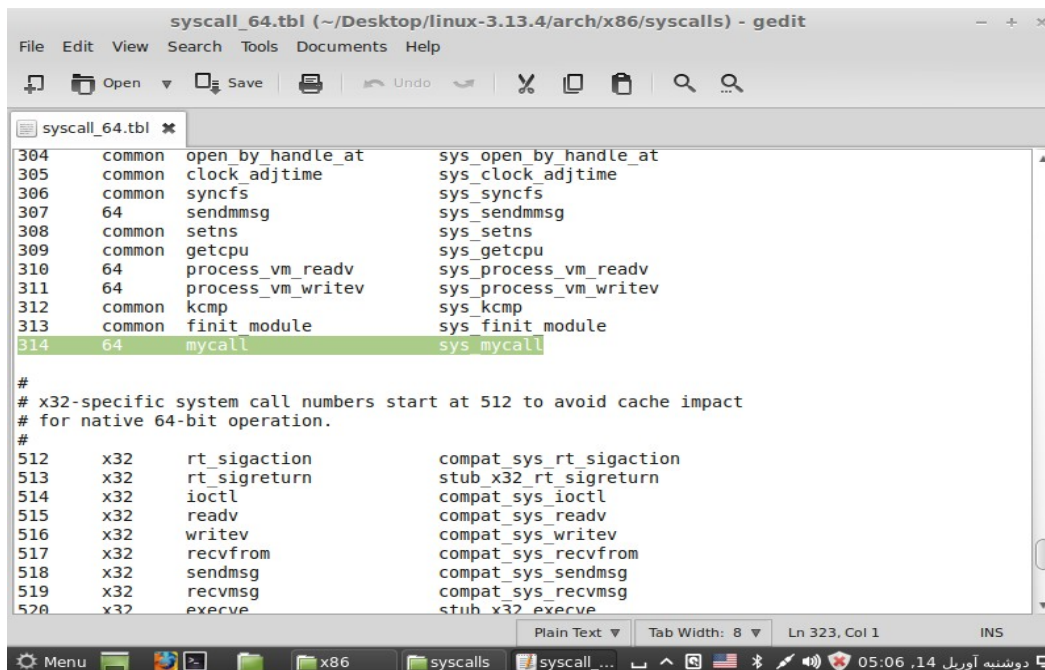 syscall_64.tbl (~/Desktop/linux-3.13.4/arch/x86/syscalls) - gedit
File Edit View Search Tools Documents Help
Open Save Undo
syscall_64.tbl
304 common open_by_handle_at sys_open_by_handle_at
305 common clock_adjtime sys_clock_adjtime
306 common syncfs sys_syncfs
307 64 sendmmsg sys_sendmmsg
308 common setns sys_setns
309 common getcpu sys_getcpu
310 64 process_vm_readv sys_process_vm_readv
311 64 process_vm_writev sys_process_vm_writev
312 common kcmp sys_kcmp
313 common finit_module sys_finit_module
314 64 mycall sys_mycall
#
# x32-specific system call numbers start at 512 to avoid cache impact
# for native 64-bit operation.
#
512 x32 rt_sigaction compat_sys_rt_sigaction
513 x32 rt_sigreturn stub_x32_rt_sigreturn
514 x32 ioctl compat_sys_ioctl
515 x32 readv compat_sys_readv
516 x32 writev compat_sys_writev
517 x32 recvfrom compat_sys_recvfrom
518 x32 sendmsg compat_sys_sendmsg
519 x32 recvmsg compat_sys_recvmsg
520 x32 execve stub_x32_execve
Plain Text Tab Width: 8 Ln 323, Col 1 INS
Menu x86 syscalls syscall_... دوشنبه آوریل 14, 05:06